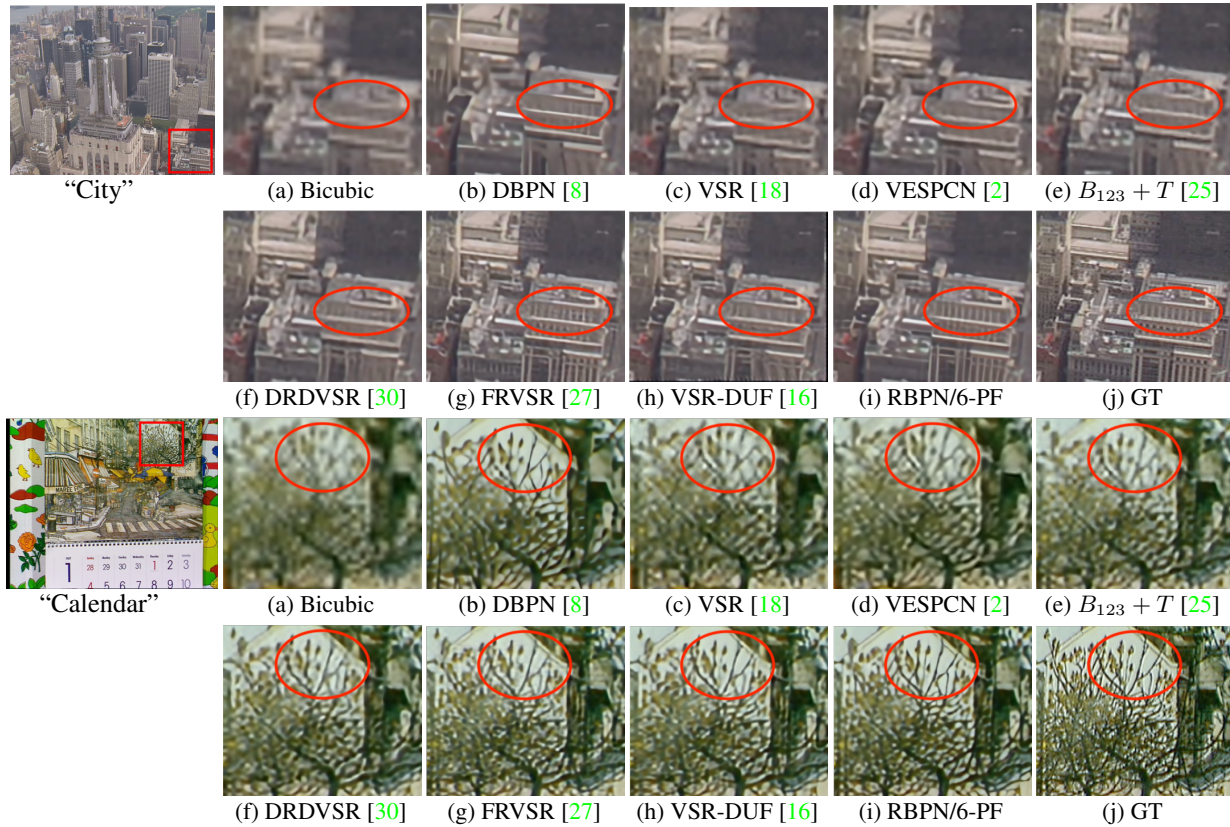 “City”
(a) Bicubic
(b) DBPN [8]
(c) VSR [18]
(d) VESPCN [2]
(e) B₁₂₃ + T [25]
(f) DRDVSR [30]
(g) FRVSR [27]
(h) VSR-DUF [16]
(i) RBPN/6-PF
(j) GT
MAREE
1 28 29 30 31 1 2 3
4 5 6 7 8 9 10
“Calendar”
(a) Bicubic
(b) DBPN [8]
(c) VSR [18]
(d) VESPCN [2]
(e) B₁₂₃ + T [25]
(f) DRDVSR [30]
(g) FRVSR [27]
(h) VSR-DUF [16]
(i) RBPN/6-PF
(j) GT